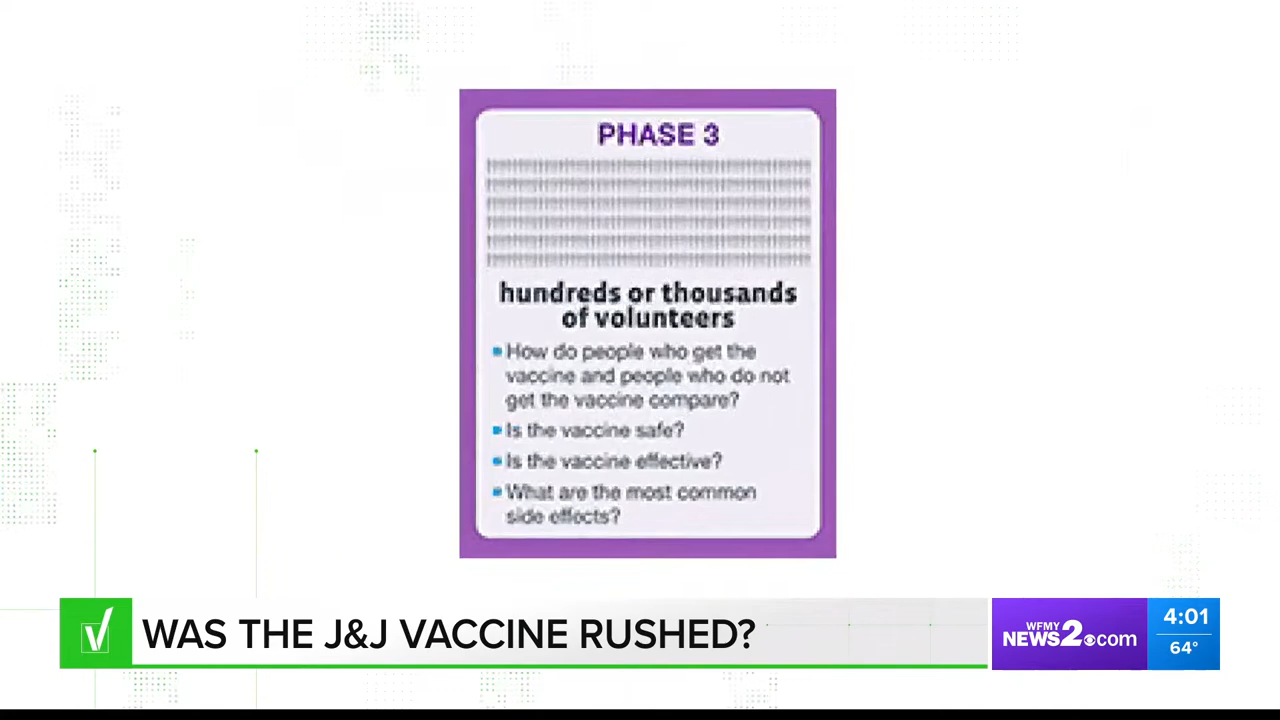 PHASE 3
hundreds or thousands
of volunteers
How do people who get the
vaccine and people who do not
get the vaccine compare?
Is the vaccine safe?
Is the vaccine effective?
What are the most common
side effects?
WAS THE J&J VACCINE RUSHED?
WFMY
NEWS 2 com
4:01
64°